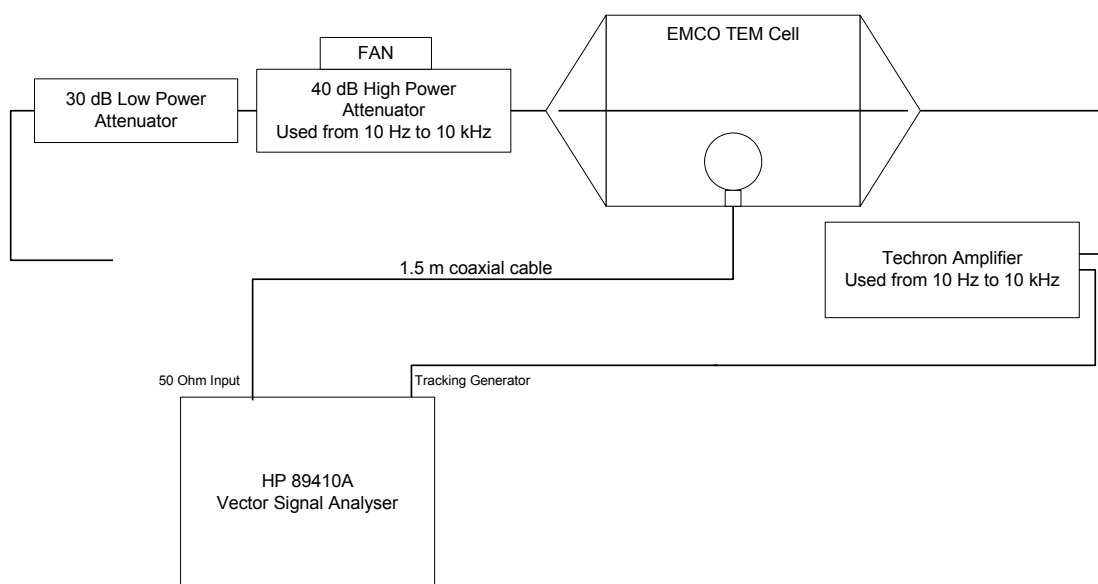 EMCO TEM Cell
FAN
30 dB Low Power
Attenuator
40 dB High Power
Attenuator
Used from 10 Hz to 10 kHz
Techron Amplifier
Used from 10 Hz to 10 kHz
1.5 m coaxial cable
50 Ohm Input
Tracking Generator
HP 89410A
Vector Signal Analyser